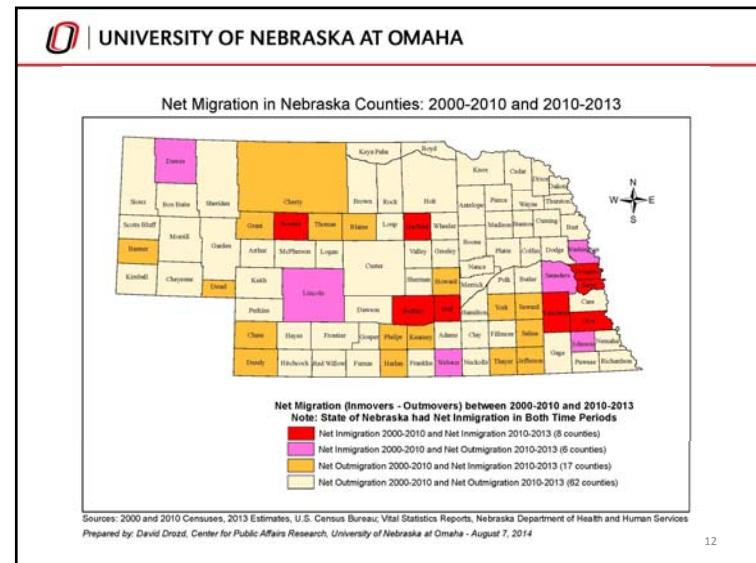 UNIVERSITY OF NEBRASKA AT OMAHA
Net Migration in Nebraska Counties: 2000-2010 and 2010-2013
Keya Paha Boyd
Dawes Knox Cedar Dixon Dakota
Sioux Box Butte Sheridan Cherry Brown Rock Holt Antelope Pierce Wayne Thurston
Scotts Bluff Grant Thomas Blaine Loup Wheeler Madison Cuming Burt
Banner Morrill Garden Arthur McPherson Logan Valley Greeley Boone Platte Colfax Dodge
Kimball Cheyenne Deuel Keith Lincoln Custer Sherman Howard Nance Merrick Polk Butler Saunders
Perkins Dawson Hamilton York Seward Cass
Chase Hayes Frontier Gosper Phelps Kearney Adams Clay Fillmore Saline
Dundy Hitchcock Red Willow Furnas Harlan Franklin Webster Nuckolls Thayer Jefferson Gage Pawnee Richardson
Nemaha
N
W E
S
Net Migration (Inmovers - Outmovers) between 2000-2010 and 2010-2013
Note: State of Nebraska had Net Inmigration in Both Time Periods
Net Inmigration 2000-2010 and Net Inmigration 2010-2013 (8 counties)
Net Inmigration 2000-2010 and Net Outmigration 2010-2013 (6 counties)
Net Outmigration 2000-2010 and Net Inmigration 2010-2013 (17 counties)
Net Outmigration 2000-2010 and Net Outmigration 2010-2013 (62 counties)
Sources: 2000 and 2010 Censuses, 2013 Estimates, U.S. Census Bureau; Vital Statistics Reports, Nebraska Department of Health and Human Services
Prepared by: David Drozd, Center for Public Affairs Research, University of Nebraska at Omaha - August 7, 2014
12